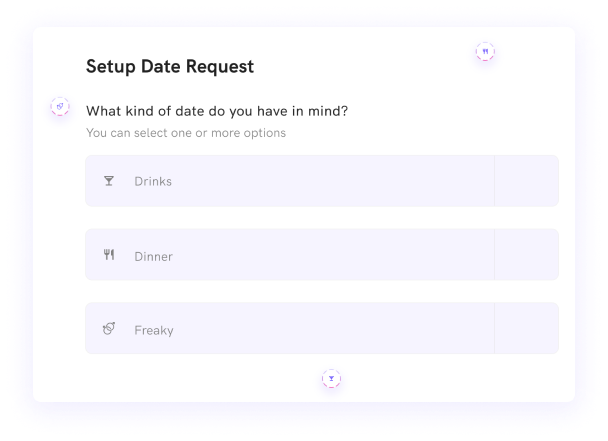 Setup Date Request
What kind of date do you have in mind?
You can select one or more options
Drinks
Dinner
Freaky